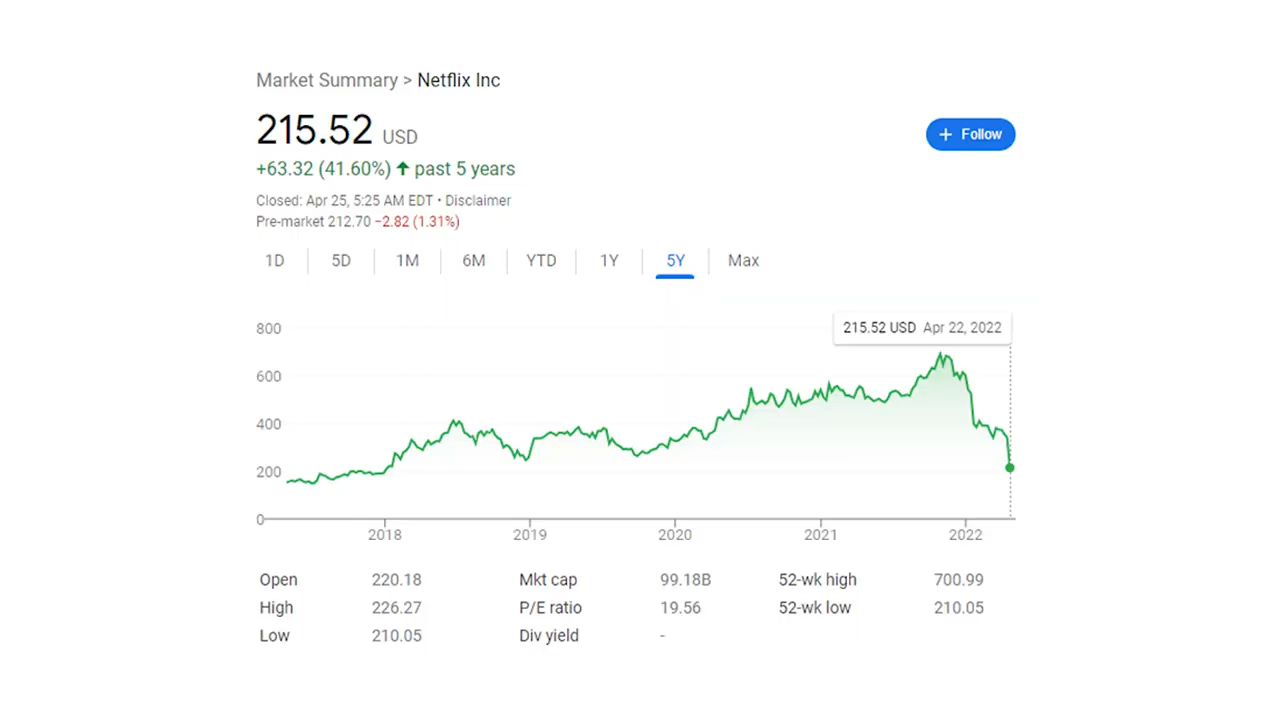 Market Summary > Netflix Inc
215.52 USD
+ Follow
+63.32 (41.60%) ↑ past 5 years
Closed: Apr 25, 5:25 AM EDT • Disclaimer
Pre-market 212.70 −2.82 (1.31%)
1D 5D 1M 6M YTD 1Y 5Y Max
215.52 USD Apr 22, 2022
800
600
400
200
0
2018 2019 2020 2021 2022
Open 220.18 Mkt cap 99.18B 52-wk high 700.99
High 226.27 P/E ratio 19.56 52-wk low 210.05
Low 210.05 Div yield -